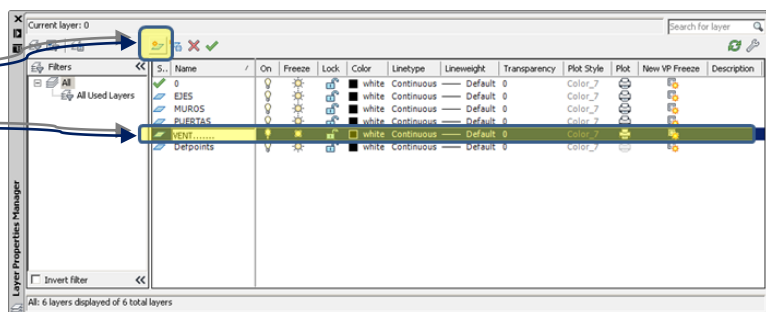 Current layer: 0
Search for layer
Filters
S.. Name / On Freeze Lock Color Linetype Lineweight Transparency Plot Style Plot New VP Freeze Description
All
All Used Layers
0 white Continuous Default 0 Color_7
EJES white Continuous Default 0 Color_7
MUROS white Continuous Default 0 Color_7
PUERTAS white Continuous Default 0 Color_7
VENT....... white Continuous Default 0 Color_7
Defpoints white Continuous Default 0 Color_7
Invert filter
Layer Properties Manager
All: 6 layers displayed of 6 total layers